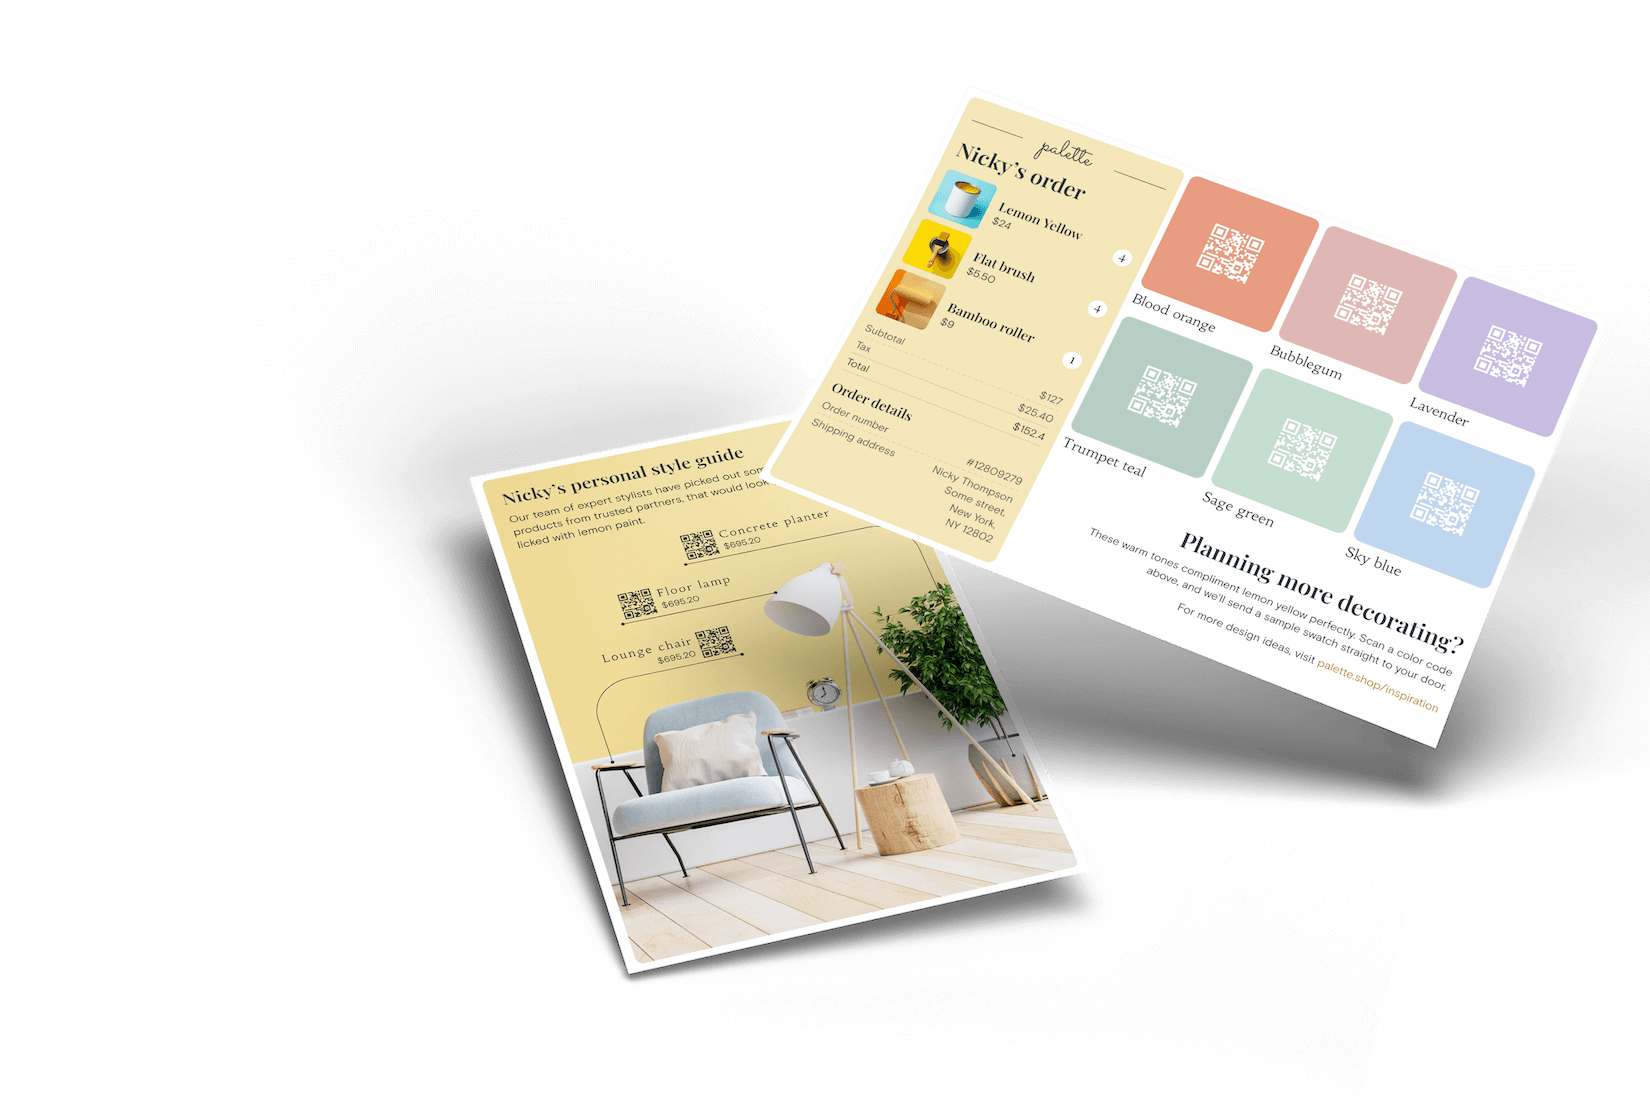 palette
Nicky's order
Lemon Yellow
$24
4
Flat brush
$5.50
4
Bamboo roller
$9
1
Subtotal
$127
Tax
$25.40
Total
$152.4
Order details
Order number
#12809279
Shipping address
Nicky Thompson
Some street,
New York,
NY 12802
Blood orange
Bubblegum
Lavender
Trumpet teal
Sage green
Sky blue
Planning more decorating?
These warm tones compliment lemon yellow perfectly. Scan a color code
above, and we'll send a sample swatch straight to your door.
For more design ideas, visit palette.shop/inspiration
Nicky's personal style guide
Our team of expert stylists have picked out
products from trusted partners, that would look
licked with lemon paint.
Concrete planter
$695.20
Floor lamp
$695.20
Lounge chair
$695.20